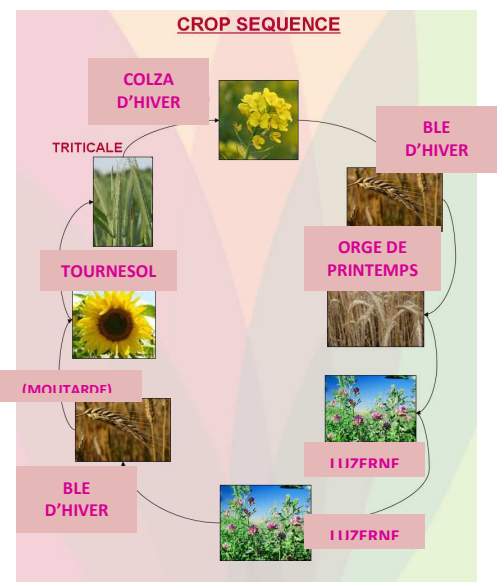 CROP SEQUENCE
COLZA
D'HIVER
BLE
D'HIVER
TRITICALE
ORGE DE
PRINTEMPS
TOURNESOL
(MOUTARDE)
LUZERNE
BLE
D'HIVER
LUZERNE